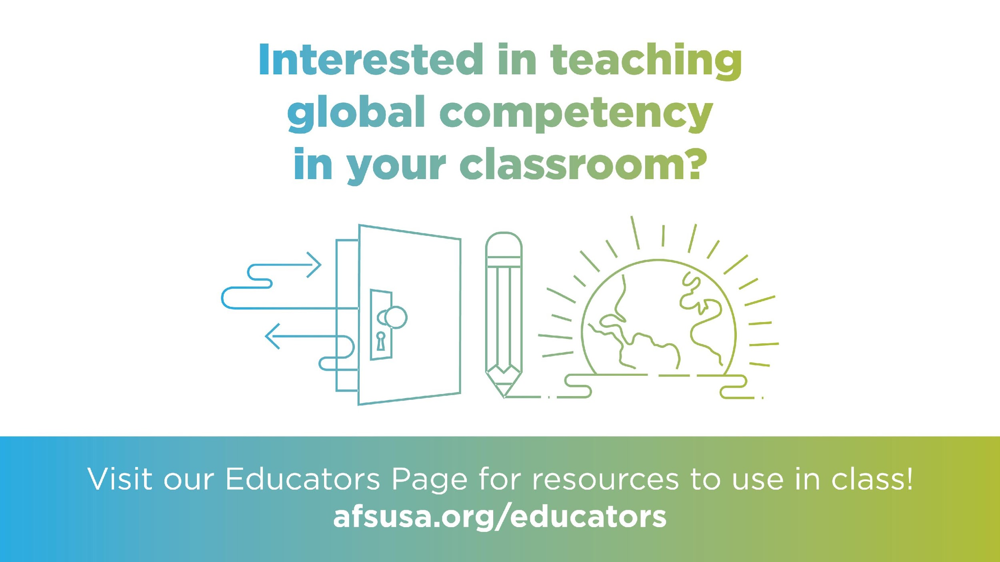 Interested in teaching
global competency
in your classroom?
Visit our Educators Page for resources to use in class!
afsusa.org/educators